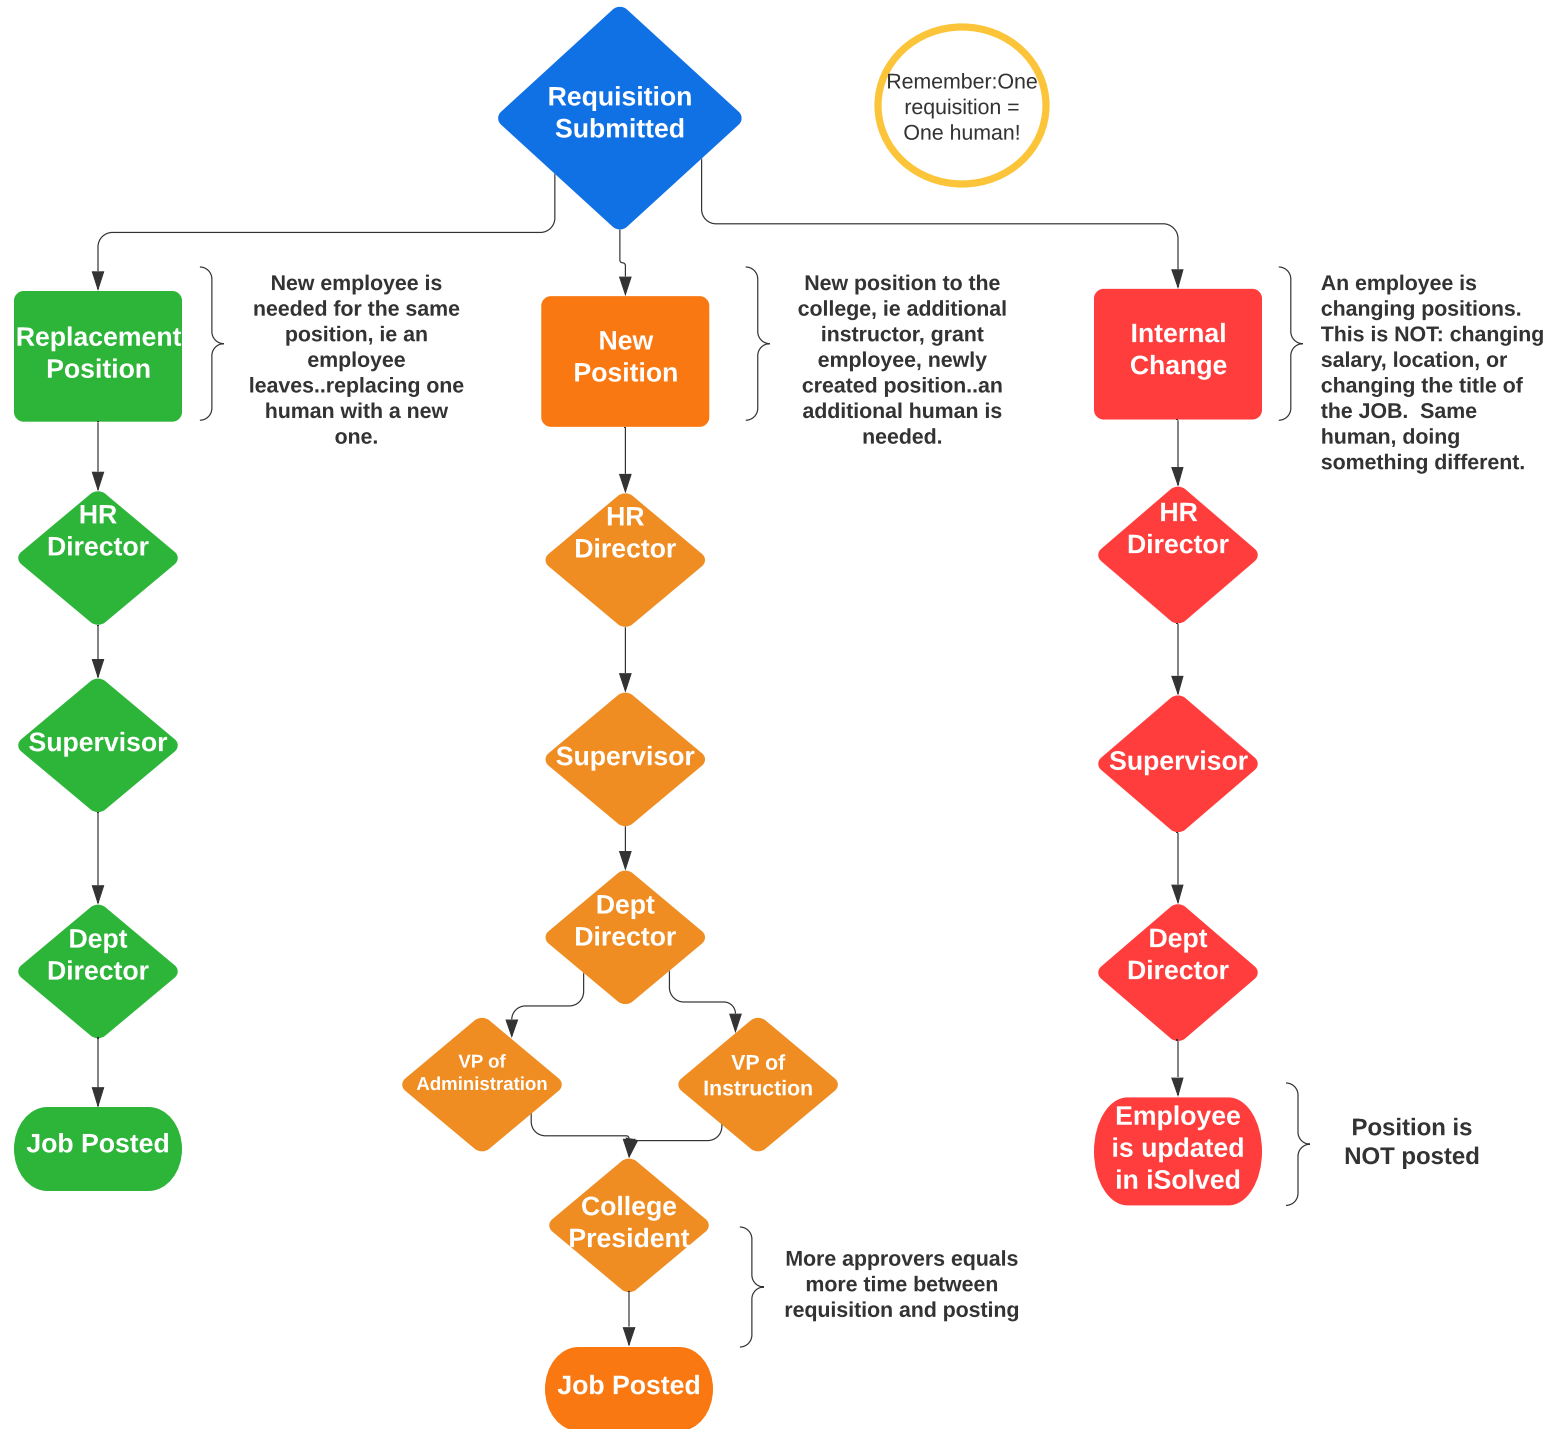 Requisition
Submitted
Remember:One
requisition =
One human!
Replacement
Position
New employee is
needed for the same
position, ie an
employee
leaves..replacing one
human with a new
one.
New
Position
New position to the
college, ie additional
instructor, grant
employee, newly
created position..an
additional human is
needed.
Internal
Change
An employee is
changing positions.
This is NOT: changing
salary, location, or
changing the title of
the JOB.  Same
human, doing
something different.
HR
Director
HR
Director
HR
Director
Supervisor
Supervisor
Supervisor
Dept
Director
Dept
Director
Dept
Director
VP of
Administration
VP of
Instruction
Job Posted
Employee
is updated
in iSolved
Position is
NOT posted
College
President
More approvers equals
more time between
requisition and posting
Job Posted